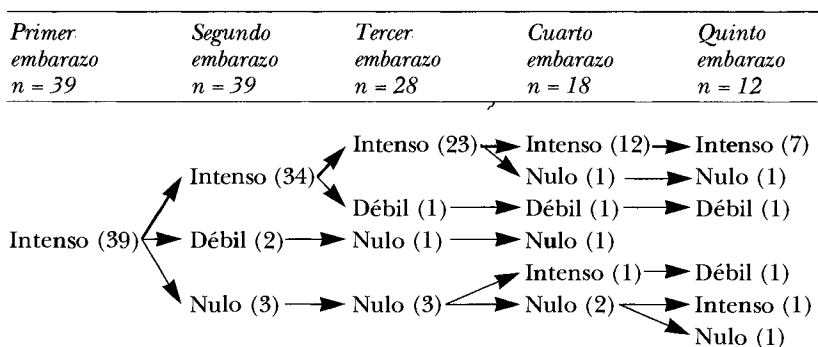 Primer Segundo Tercer Cuarto Quinto
embarazo embarazo embarazo embarazo embarazo
n = 39 n = 39 n = 28 n = 18 n = 12
Intenso (23) Intenso (12) Intenso (7)
Intenso (34) Nulo (1) Nulo (1)
Débil (1) Débil (1) Débil (1)
Intenso (39) Débil (2) Nulo (1) Nulo (1)
Intenso (1) Débil (1)
Nulo (3) Nulo (3) Nulo (2) Intenso (1)
Nulo (1)